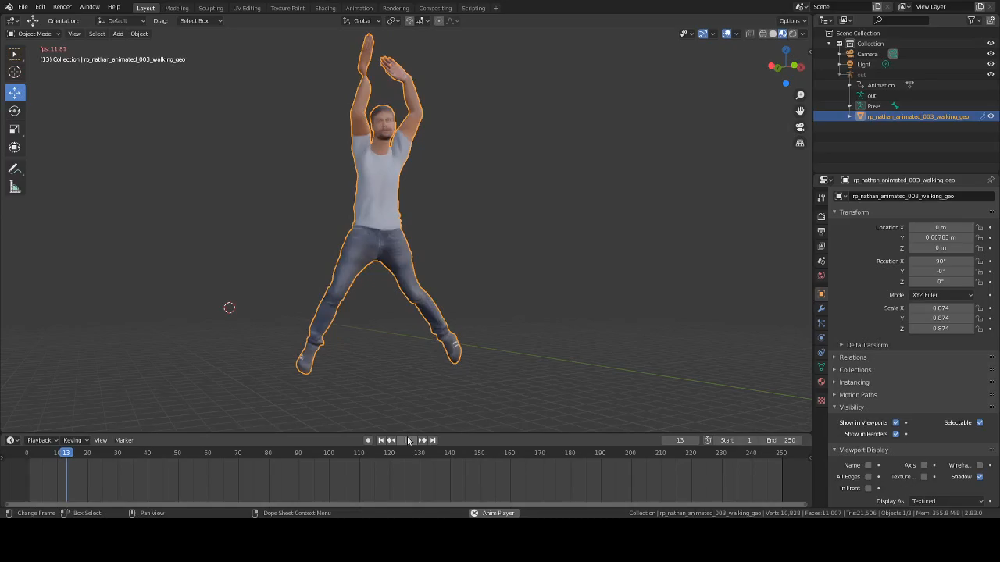 File Edit Render Window Help Layout Modeling Sculpting UV Editing Texture Paint Shading Animation Rendering Compositing Scripting + Scene View Layer
Orientation: Default Drag: Select Box Global Options
Object Mode View Select Add Object
fps: 11.81
(13) Collection | rp_nathan_animated_003_walking_geo
Scene Collection
Collection
Camera
Light
out
Animation
out
Pose
rp_nathan_animated_003_walking_geo
rp_nathan_animated_003_walking_geo
rp_nathan_animated_003_walking_geo
Transform
Location X 0 m
Y 0.66783 m
Z 0 m
Rotation X 90°
Y -0°
Z 0°
Mode XYZ Euler
Scale X 0.874
Y 0.874
Z 0.874
Delta Transform
Relations
Collections
Instancing
Motion Paths
Visibility
Show in Viewports Selectable
Show in Renders
Viewport Display
Name Axis Wirefra...
All Edges Texture ... Shadow
In Front
Display As Textured
Playback Keying View Marker 13 Start 1 End 250
0 10 13 20 30 40 50 60 70 80 90 100 110 120 130 140 150 160 170 180 190 200 210 220 230 240 250
Change Frame Box Select Pan View Dope Sheet Context Menu Anim Player Collection | rp_nathan_animated_003_walking_geo | Verts:10,828 | Faces:11,007 | Tris:21,506 | Objects:1/3 | Mem: 355.8 MiB | 2.83.0